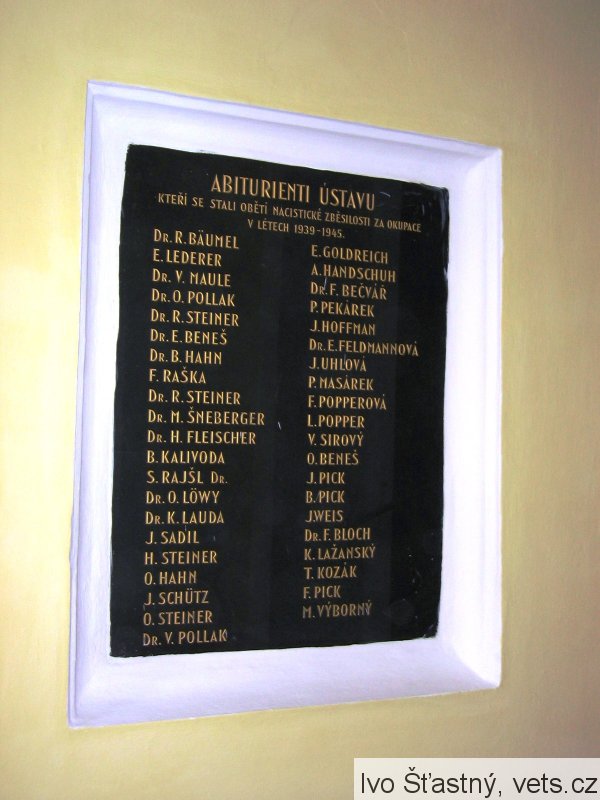 ABITURIENTI ÚSTAVU
KTEŘÍ SE STALI OBĚTÍ NACISTICKÉ ZBĚSILOSTI ZA OKUPACE
V LÉTECH 1939-1945.
DR. R. BÄUMEL
E. LEDERER
DR. V. MAULE
DR. O. POLLAK
DR. R. STEINER
DR. E. BENEŠ
DR. B. HAHN
F. RAŠKA
DR. R. STEINER
DR. M. ŠNEBERGER
DR. H. FLEISCHER
B. KALIVODA
S. RAJŠL DR.
DR. O. LÖWY
DR. K. LAUDA
J. SADIL
H. STEINER
O. HAHN
J. SCHÜTZ
O. STEINER
DR. V. POLLAK
E. GOLDREICH
A. HANDSCHUH
DR. F. BEČVÁŘ
P. PEKÁREK
J. HOFFMAN
DR. E. FELDMANNOVÁ
J. UHLOVÁ
P. MASÁREK
F. POPPEROVÁ
L. POPPER
V. SIROVÝ
O. BENEŠ
J. PICK
B. PICK
J. WEIS
DR. F. BLOCH
K. LAŽANSKÝ
T. KOZÁK
F. PICK
M. VÝBORNÝ
Ivo Šťastný, vets.cz